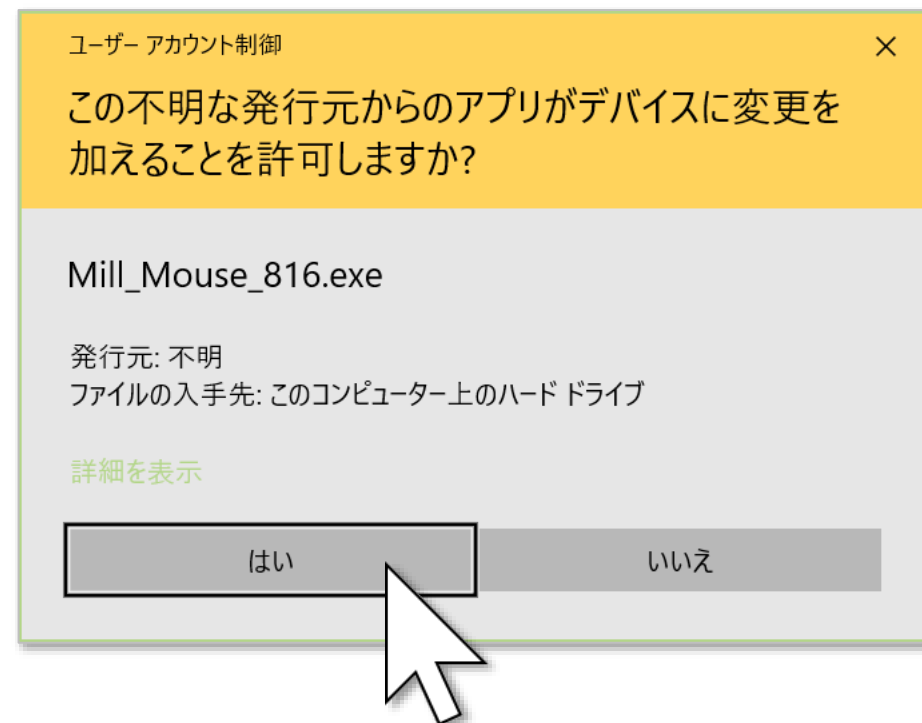 ユーザー アカウント制御
この不明な発行元からのアプリがデバイスに変更を
加えることを許可しますか?
Mill_Mouse_816.exe
発行元: 不明
ファイルの入手先: このコンピューター上のハード ドライブ
詳細を表示
はい
いいえ